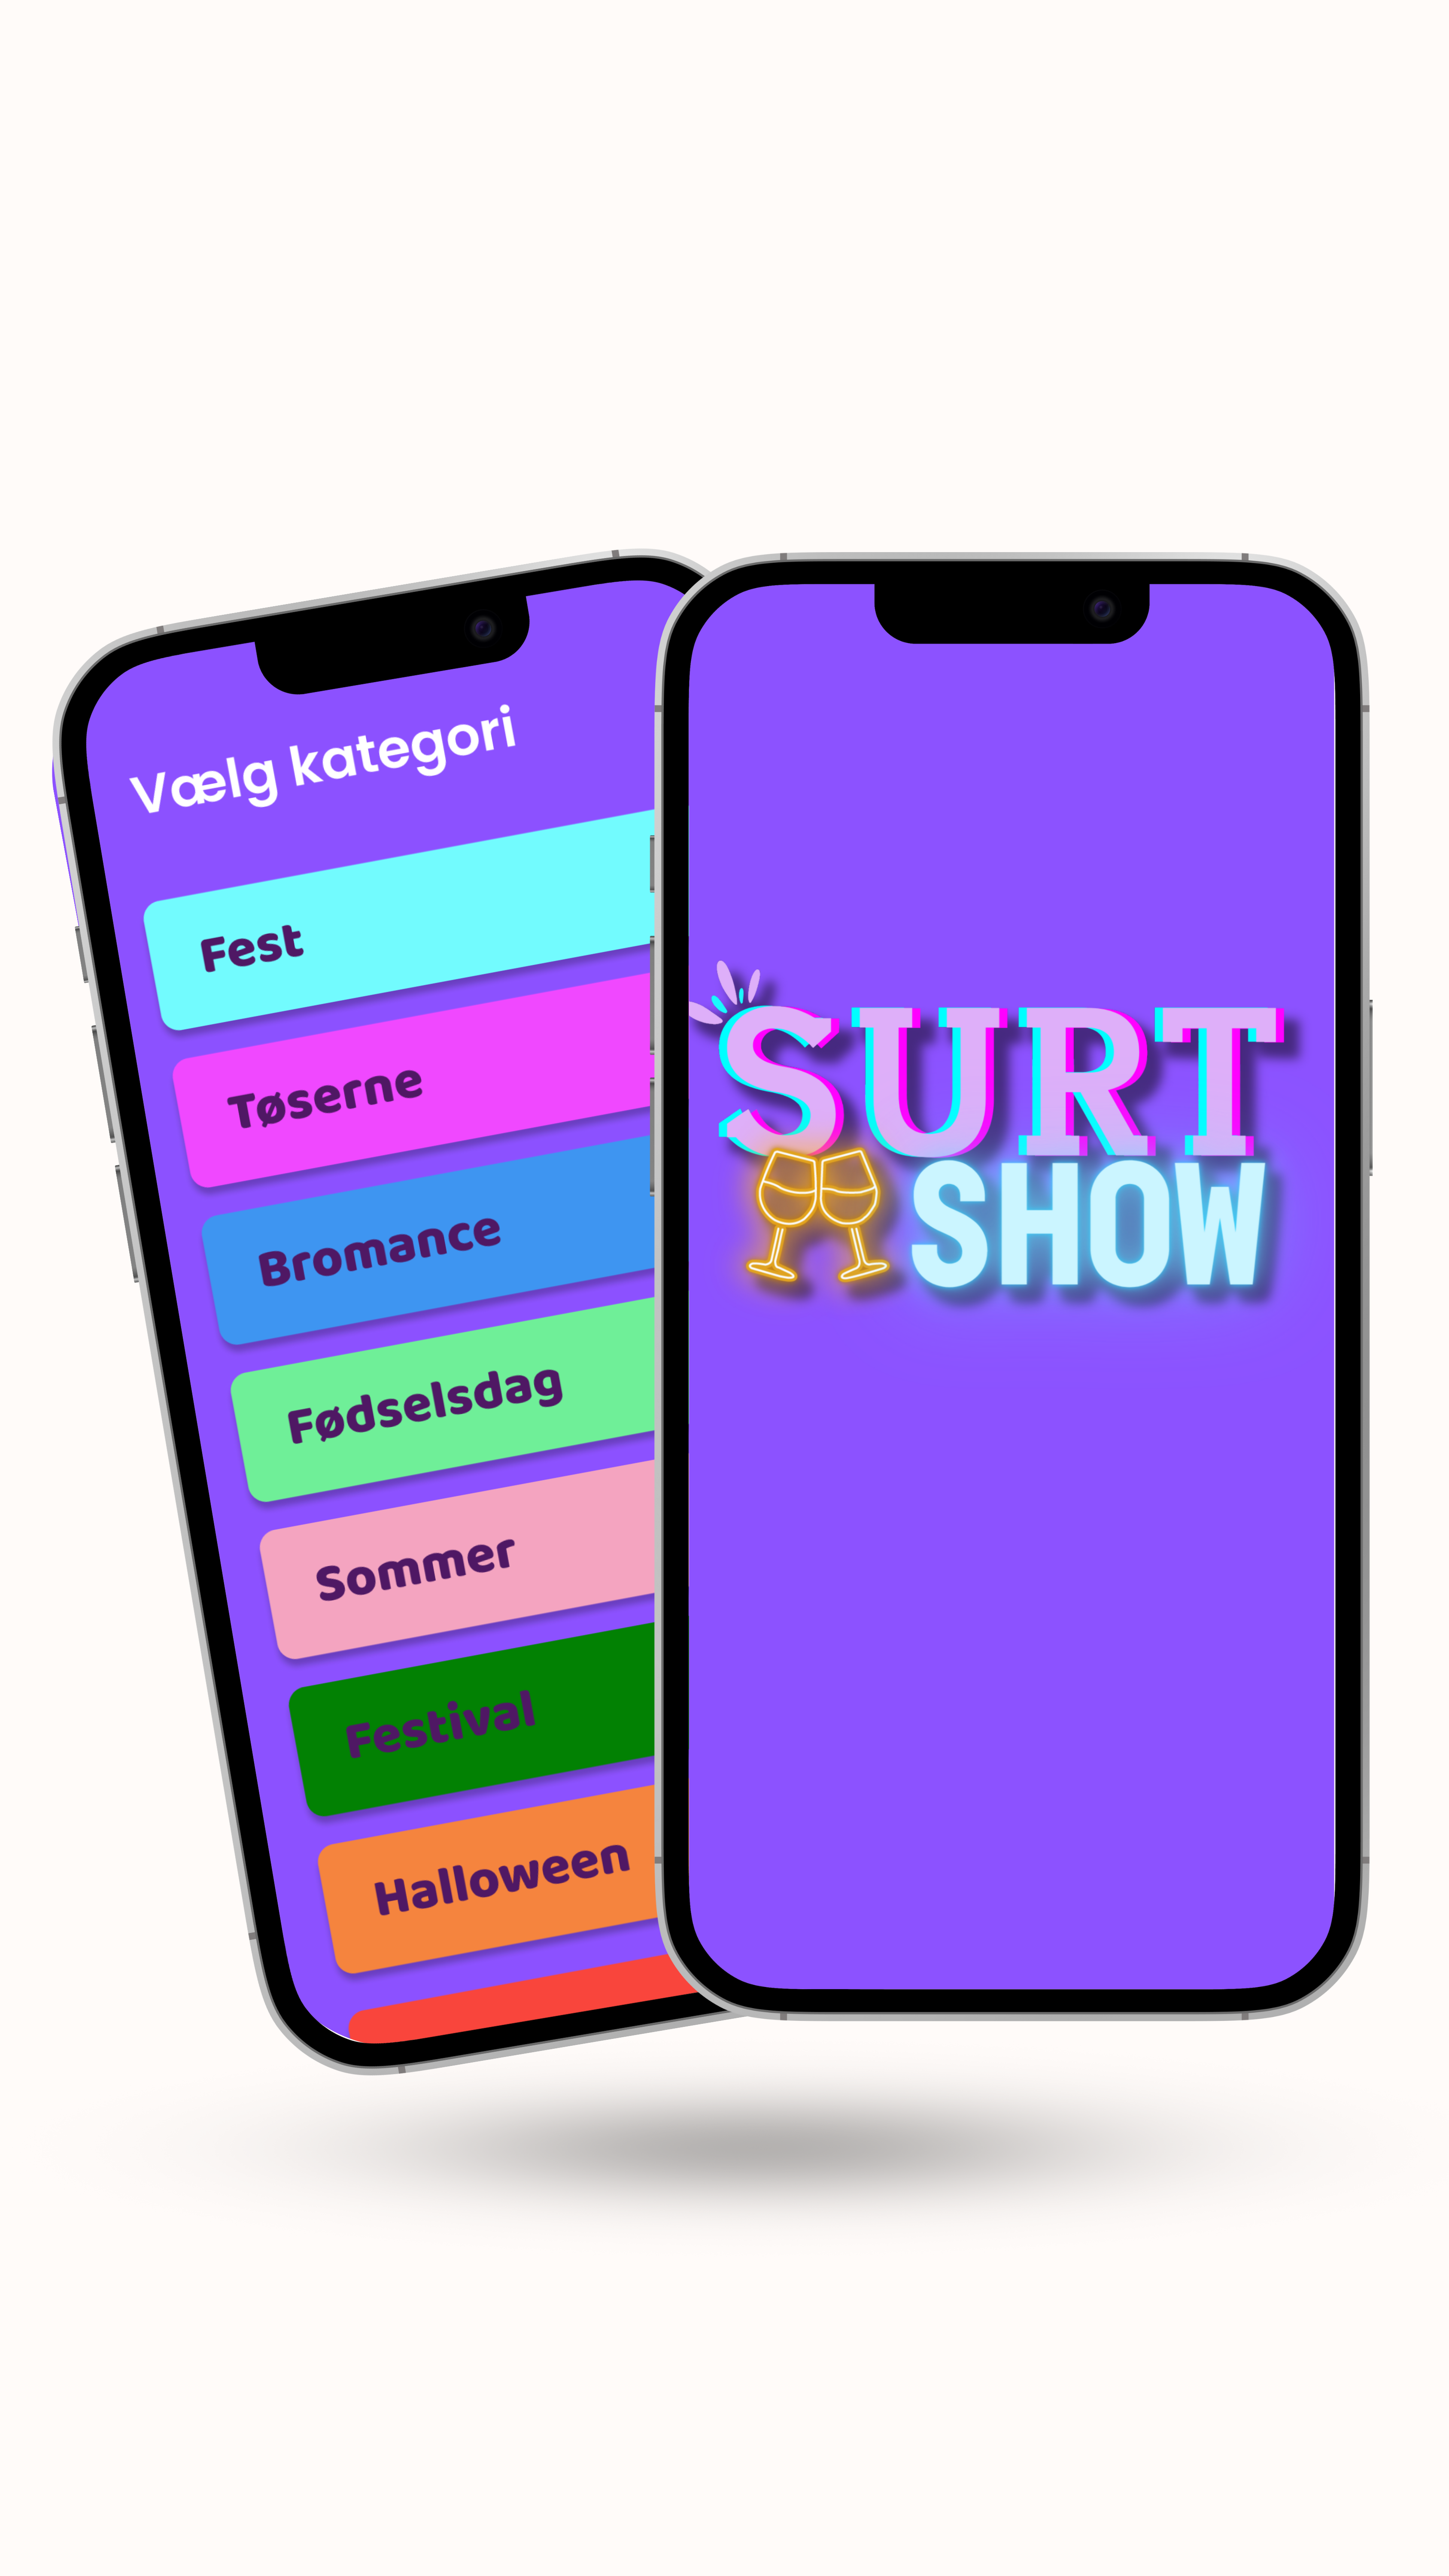 Vælg kategori
Fest
Tøserne
Bromance
Fødselsdag
Sommer
Festival
Halloween
SURT
SHOW